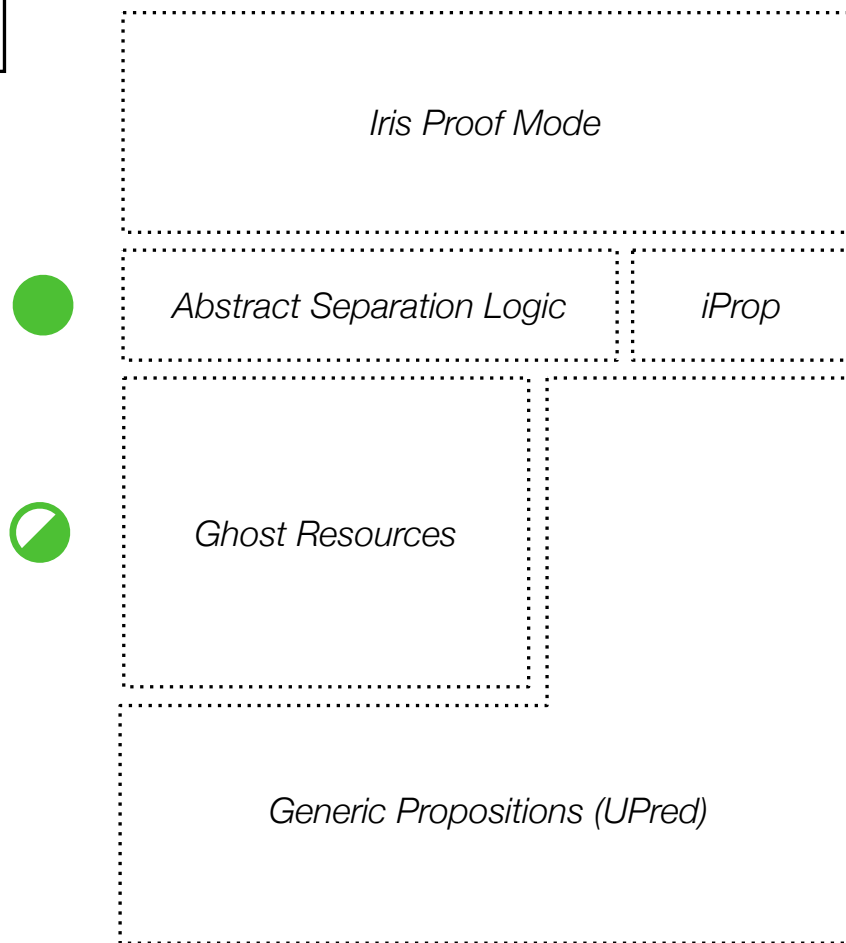 Iris Proof Mode
Abstract Separation Logic
iProp
Ghost Resources
Generic Propositions (UPred)